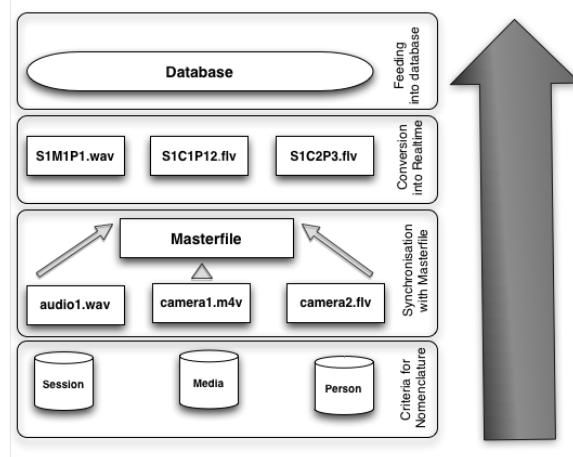 Database
Feeding
into database
S1M1P1.wav
S1C1P12.flv
S1C2P3.flv
Conversion
into Realtime
Masterfile
audio1.wav
camera1.m4v
camera2.flv
Synchronisation
with Masterfile
Session
Media
Person
Criteria for
Nomenclature